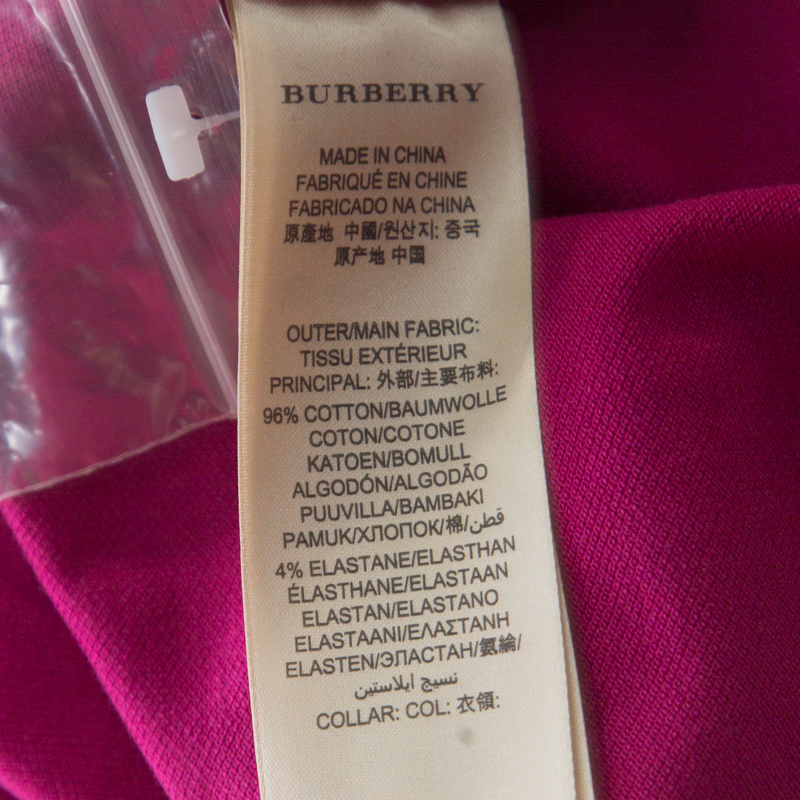 BURBERRY
MADE IN CHINA
FABRIQUÉ EN CHINE
FABRICADO NA CHINA
原產地 中國/원산지: 중국
原产地 中国
OUTER/MAIN FABRIC:
TISSU EXTÉRIEUR
PRINCIPAL: 外部/主要布料:
96% COTTON/BAUMWOLLE
COTON/COTONE
KATOEN/BOMULL
ALGODÓN/ALGODÃO
PUUVILLA/BAMBAKI
PAMUK/ХЛОПОК/棉/قطن
4% ELASTANE/ELASTHAN
ÉLASTHANE/ELASTAAN
ELASTAN/ELASTANO
ELASTAANI/ΕΛΑΣΤΑΝΗ
ELASTEN/ЭЛАСТАН/氨綸/
نسيج ايلاستين
COLLAR: COL: 衣領: